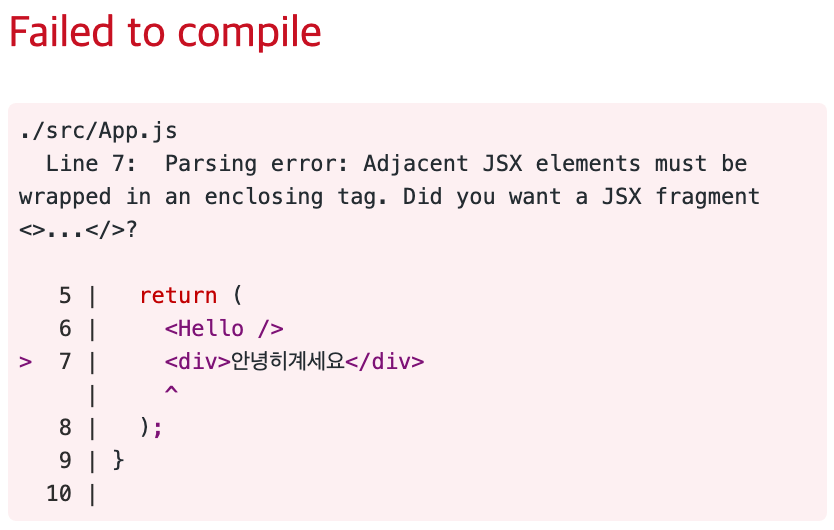 Failed to compile
./src/App.js
  Line 7:  Parsing error: Adjacent JSX elements must be
wrapped in an enclosing tag. Did you want a JSX fragment
<>...</>?
   5 |   return (
   6 |     <Hello />
>  7 |     <div>안녕히계세요</div>
     |     ^
   8 |   );
   9 | }
  10 |